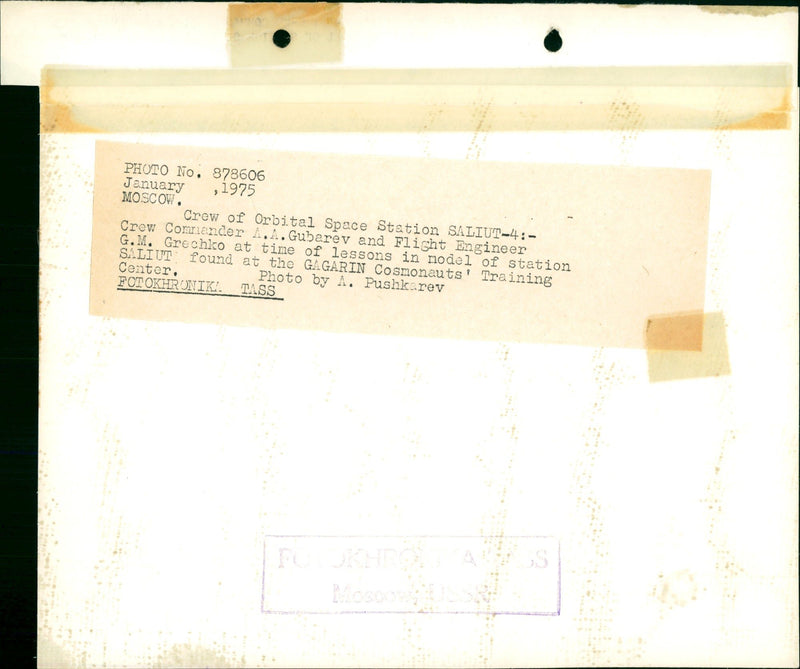 PHOTO No. 878606
January ,1975
MOSCOW.
Crew of Orbital Space Station SALIUT-4:-
Crew Commander A.A.Gubarev and Flight Engineer
G.M. Grechko at time of lessons in model of station
SALIUT found at the GAGARIN Cosmonauts' Training
Center. Photo by A. Pushkarev
FOTOKHRONIKA TASS
FOTOKHRONIKA TASS
Moscow, USSR